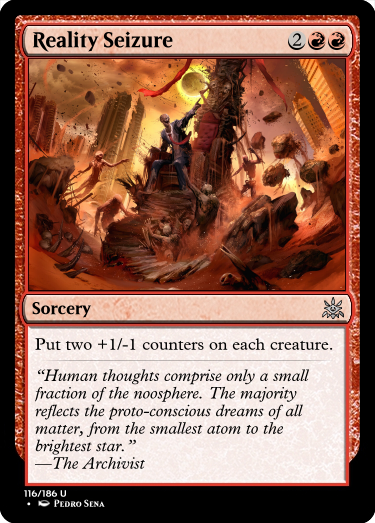 Reality Seizure 2
Sorcery
Put two +1/-1 counters on each creature.
“Human thoughts comprise only a small
fraction of the noosphere. The majority
reflects the proto-conscious dreams of all
matter, from the smallest atom to the
brightest star.”
—The Archivist
116/186 U
• Pedro Sena